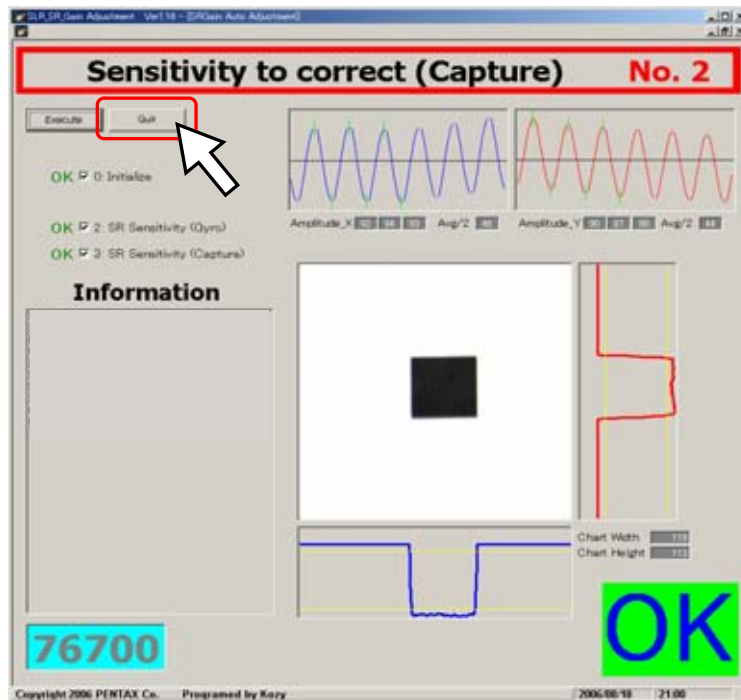 SLR_SR_Gain Adjustment Ver1.18 - [SRGain Auto Adjustment]
Sensitivity to correct (Capture) No. 2
Execute Quit
OK 0: Initialize
OK 2: SR Sensitivity (Gyro)
OK 3: SR Sensitivity (Capture)
Amplitude_X Avg/2
Amplitude_Y Avg/2
Information
Chart Width
Chart Height
OK
76700
Copyright 2006 PENTAX Co. Programed by Kozy 2006/08/18 21:00